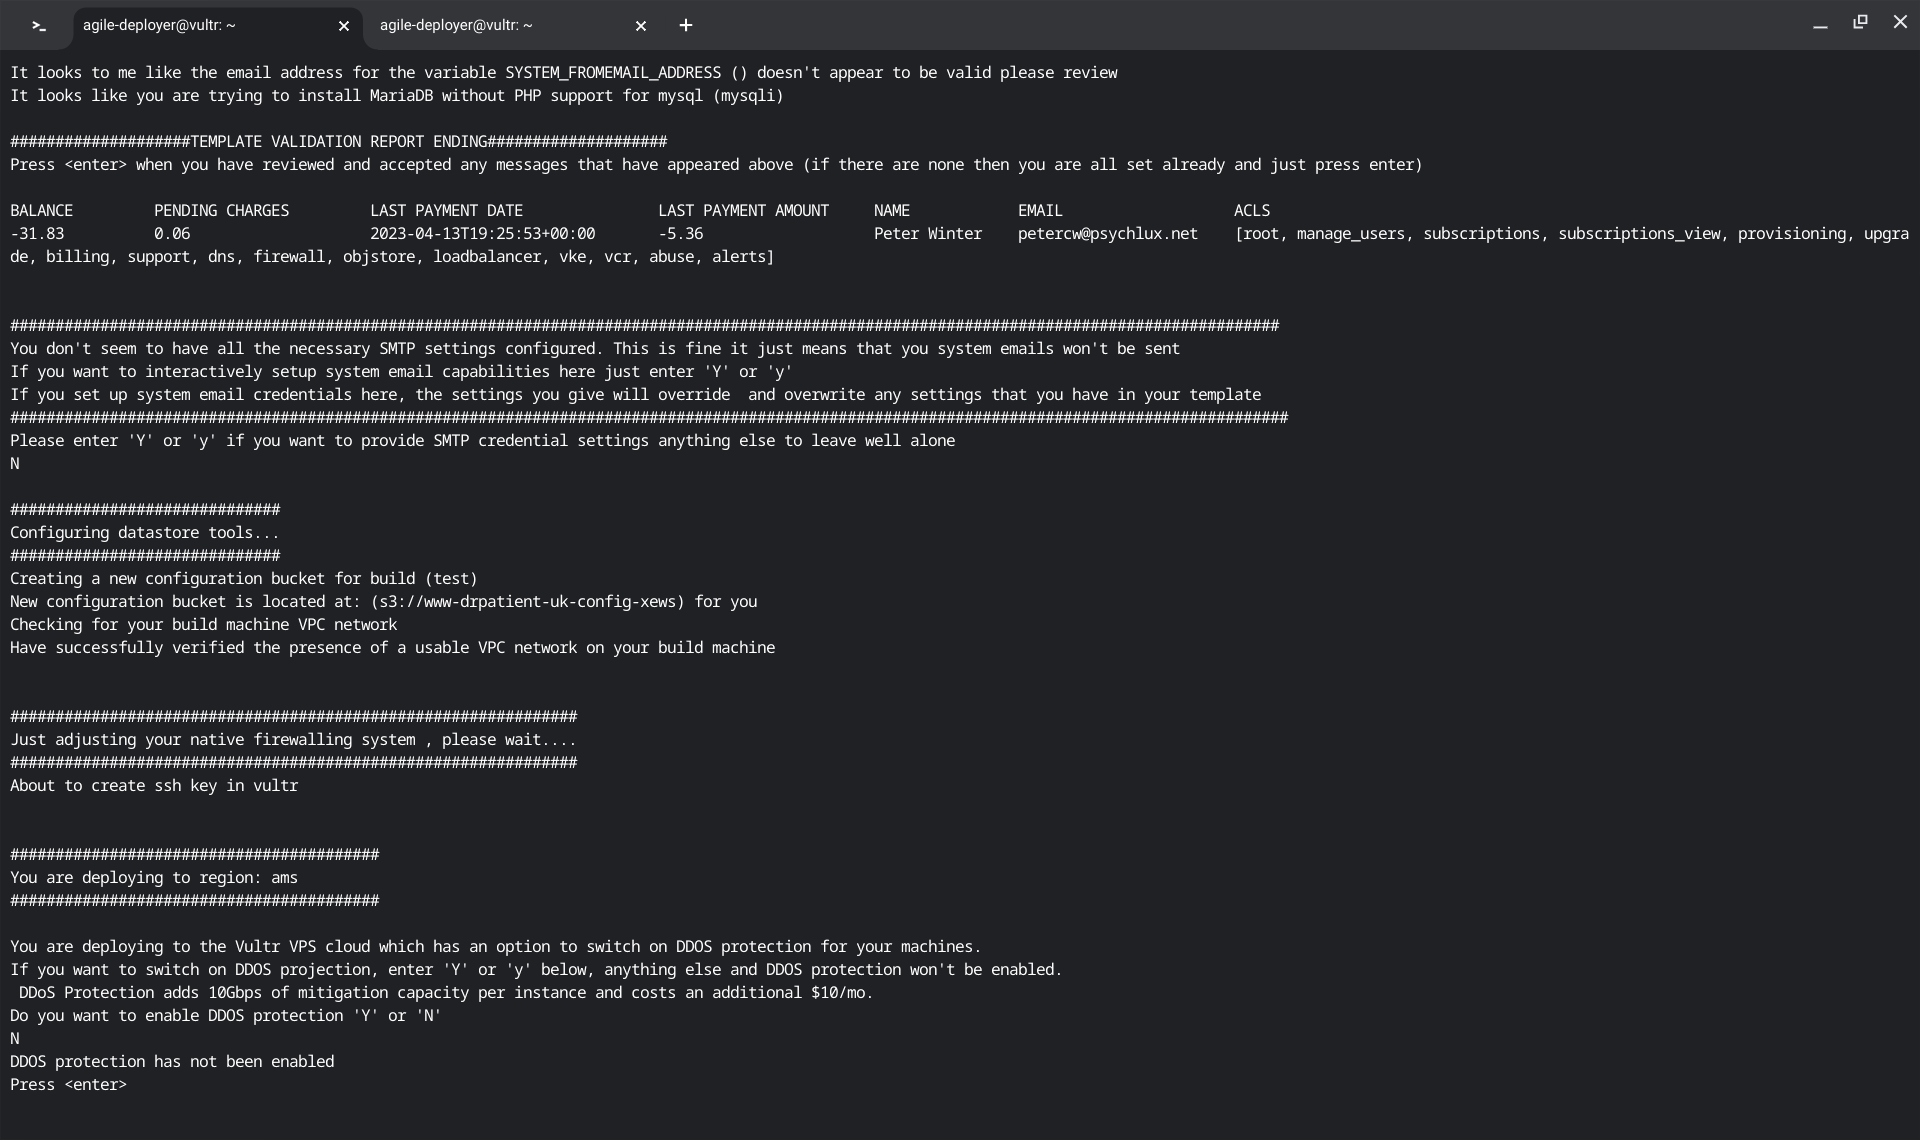 agile-deployer@vultr: ~
agile-deployer@vultr: ~
It looks to me like the email address for the variable SYSTEM_FROMEMAIL_ADDRESS () doesn't appear to be valid please review
It looks like you are trying to install MariaDB without PHP support for mysql (mysqli)
####################TEMPLATE VALIDATION REPORT ENDING####################
Press <enter> when you have reviewed and accepted any messages that have appeared above (if there are none then you are all set already and just press enter)
BALANCE         PENDING CHARGES         LAST PAYMENT DATE               LAST PAYMENT AMOUNT     NAME            EMAIL                   ACLS
-31.83          0.06                    2023-04-13T19:25:53+00:00       -5.36                   Peter Winter    petercw@psychlux.net    [root, manage_users, subscriptions, subscriptions_view, provisioning, upgra
de, billing, support, dns, firewall, objstore, loadbalancer, vke, vcr, abuse, alerts]
#############################################################################################################################################
You don't seem to have all the necessary SMTP settings configured. This is fine it just means that you system emails won't be sent
If you want to interactively setup system email capabilities here just enter 'Y' or 'y'
If you set up system email credentials here, the settings you give will override  and overwrite any settings that you have in your template
##############################################################################################################################################
Please enter 'Y' or 'y' if you want to provide SMTP credential settings anything else to leave well alone
N
##############################
Configuring datastore tools...
##############################
Creating a new configuration bucket for build (test)
New configuration bucket is located at: (s3://www-drpatient-uk-config-xews) for you
Checking for your build machine VPC network
Have successfully verified the presence of a usable VPC network on your build machine
###############################################################
Just adjusting your native firewalling system , please wait....
###############################################################
About to create ssh key in vultr
#########################################
You are deploying to region: ams
#########################################
You are deploying to the Vultr VPS cloud which has an option to switch on DDOS protection for your machines.
If you want to switch on DDOS projection, enter 'Y' or 'y' below, anything else and DDOS protection won't be enabled.
 DDoS Protection adds 10Gbps of mitigation capacity per instance and costs an additional $10/mo.
Do you want to enable DDOS protection 'Y' or 'N'
N
DDOS protection has not been enabled
Press <enter>